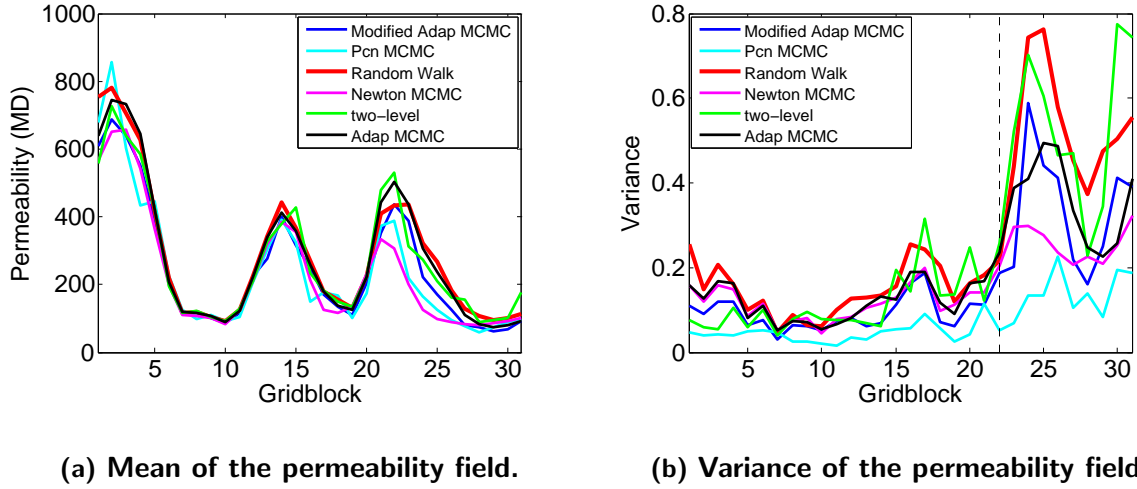 1000
800
600
400
200
0
5
10
15
20
25
30
Permeability (MD)
Gridblock
Modified Adap MCMC
Pcn MCMC
Random Walk
Newton MCMC
two-level
Adap MCMC
(a) Mean of the permeability field.
0.8
0.6
0.4
0.2
0
5
10
15
20
25
30
Variance
Gridblock
Modified Adap MCMC
Pcn MCMC
Random Walk
Newton MCMC
two-level
Adap MCMC
(b) Variance of the permeability field